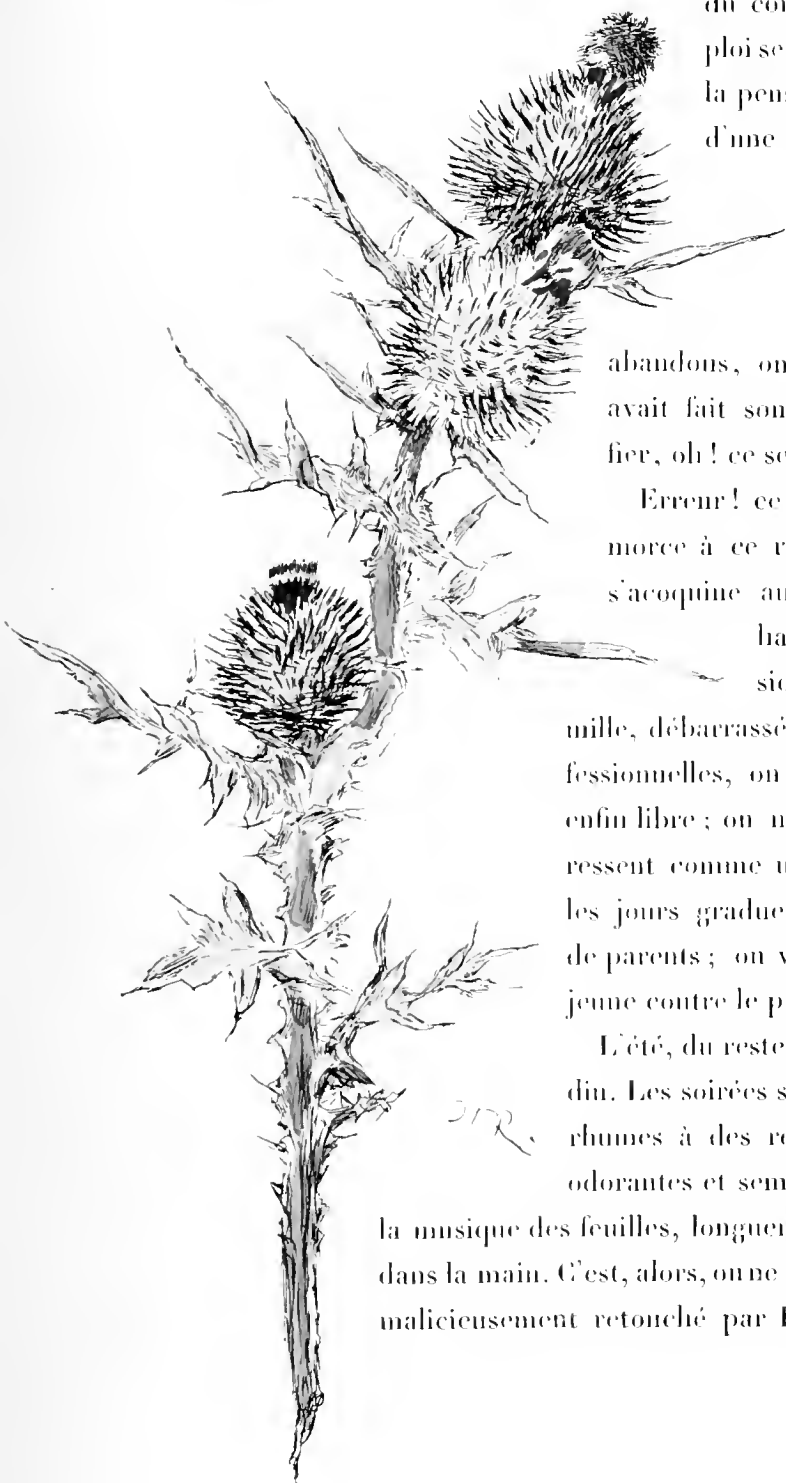 du con
ploi se
la pens
d'une
abandons, on
avait fait son
fier, oh ! ce se
Erreur ! ce
morce à ce r
s'acoquine au
ha
sio
mille, débarrassé
fessionnelles, on
enfin libre ; on n
ressent comme u
les jours gradue
de parents ; on v
jeune contre le p
L'été, du reste
din. Les soirées s
rhumes à des re
odorantes et sem
la musique des feuilles, longuem
dans la main. C'est, alors, on ne
malicieusement retouché par